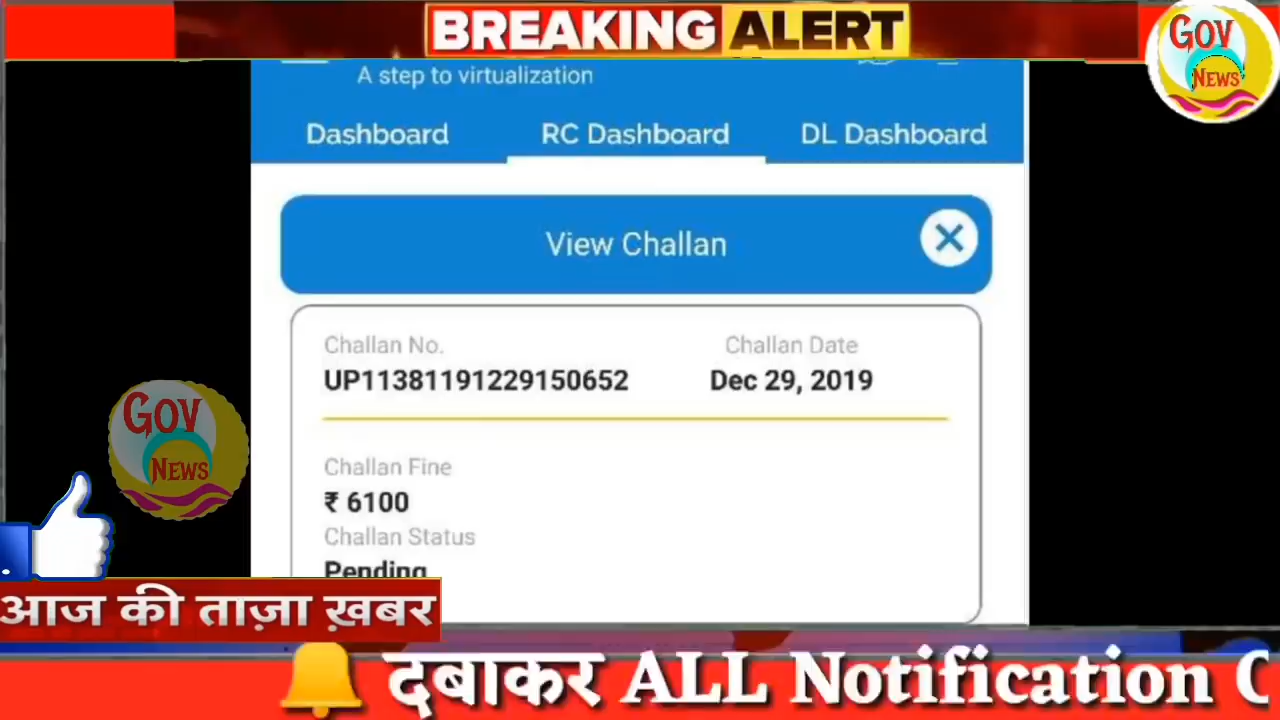 BREAKING ALERT
GOV
NEWS
A step to virtualization
Dashboard RC Dashboard DL Dashboard
View Challan
Challan No. Challan Date
UP11381191229150652 Dec 29, 2019
Challan Fine
₹ 6100
Challan Status
Pending
GOV
NEWS
आज की ताज़ा ख़बर
दबाकर ALL Notification